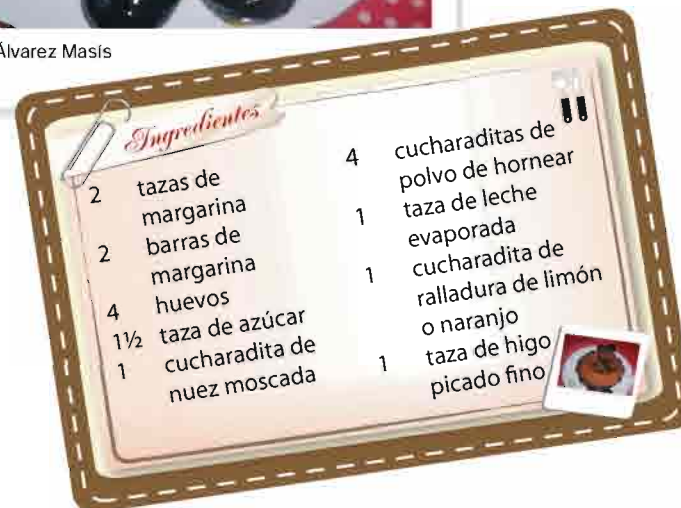 Álvarez Masís
Ingredientes
2 tazas de
margarina
2 barras de
margarina
4 huevos
1½ taza de azúcar
1 cucharadita de
nuez moscada
4 cucharaditas de
polvo de hornear
1 taza de leche
evaporada
1 cucharadita de
ralladura de limón
o naranjo
1 taza de higo
picado fino